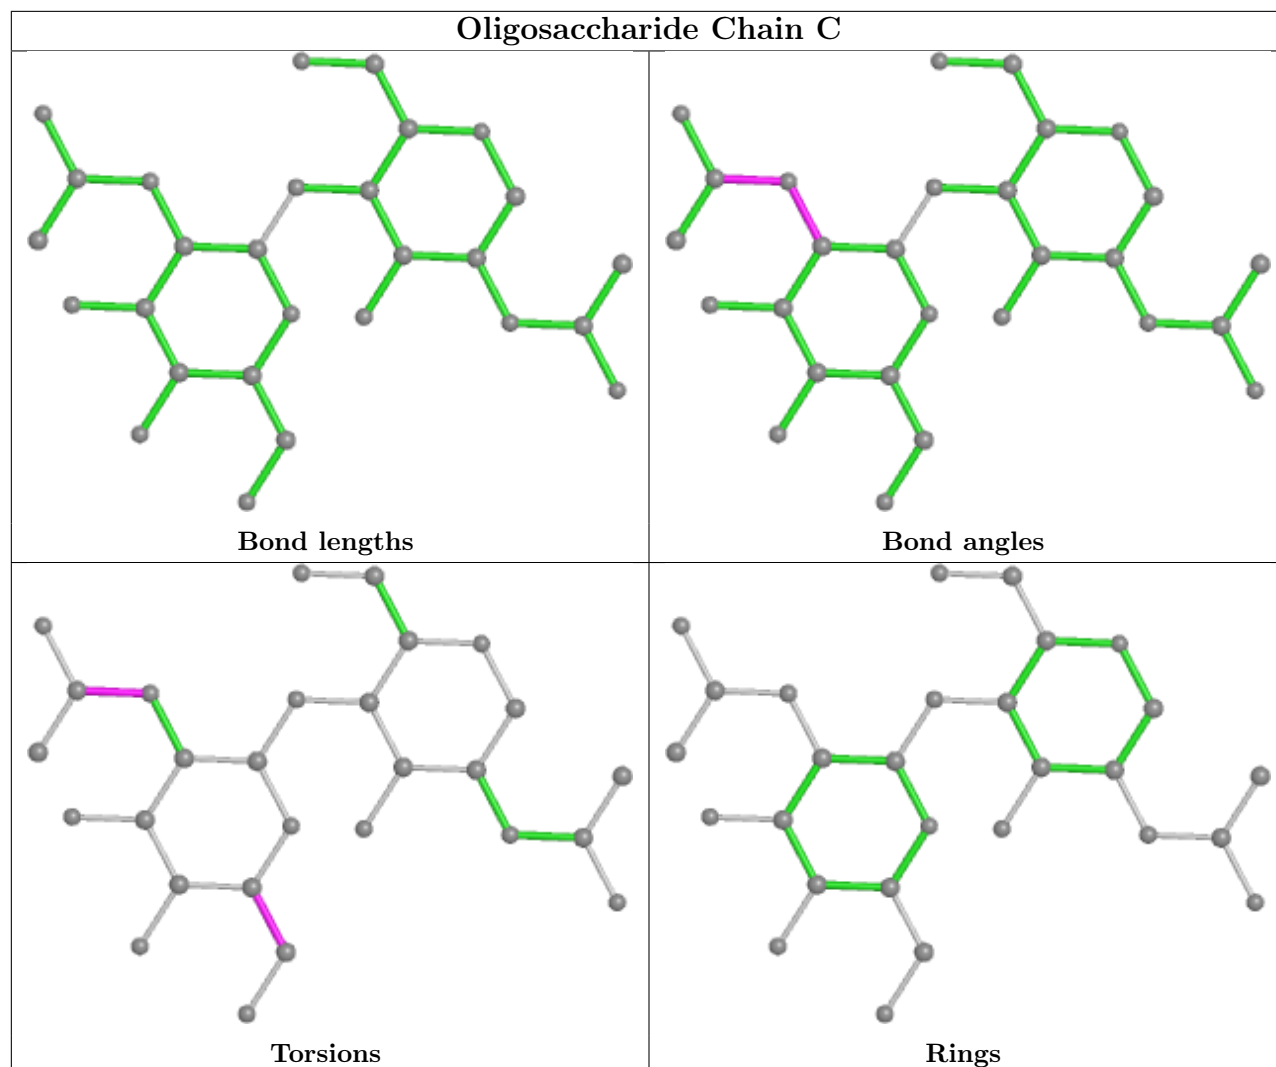 Oligosaccharide Chain C
Bond lengths
Bond angles
Torsions
Rings